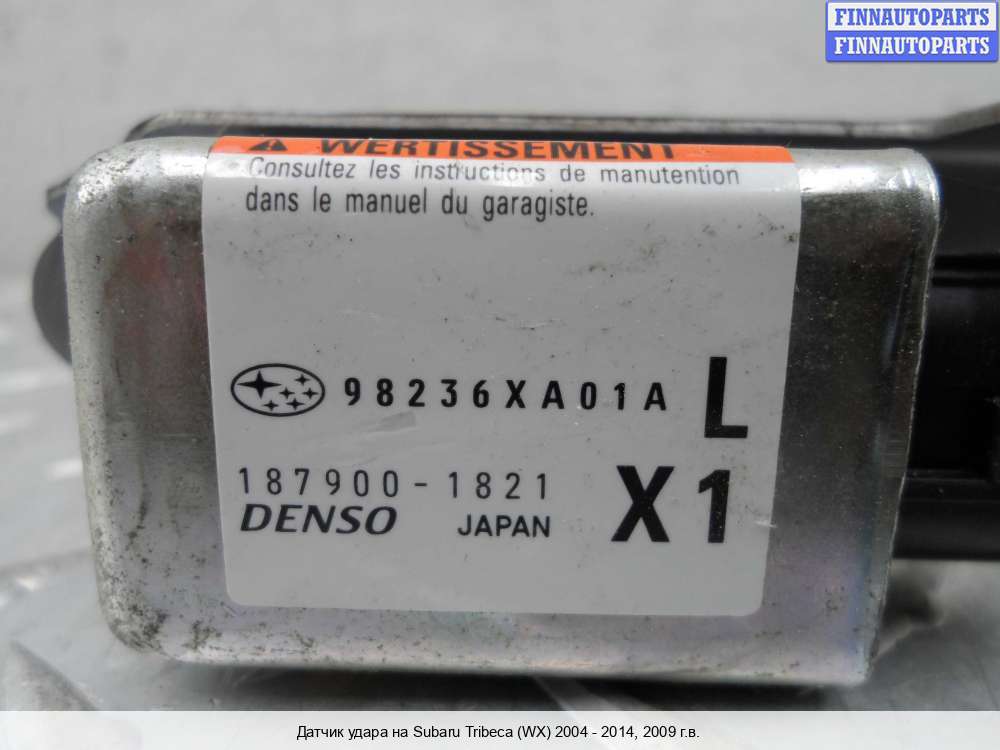 FINNAUTOPARTS
FINNAUTOPARTS
WERTISSEMENT
Consultez les instructions de manutention
dans le manuel du garagiste.
98236XA01A L
187900-1821 X1
DENSO JAPAN
Датчик удара на Subaru Tribeca (WX) 2004 - 2014, 2009 г.в.